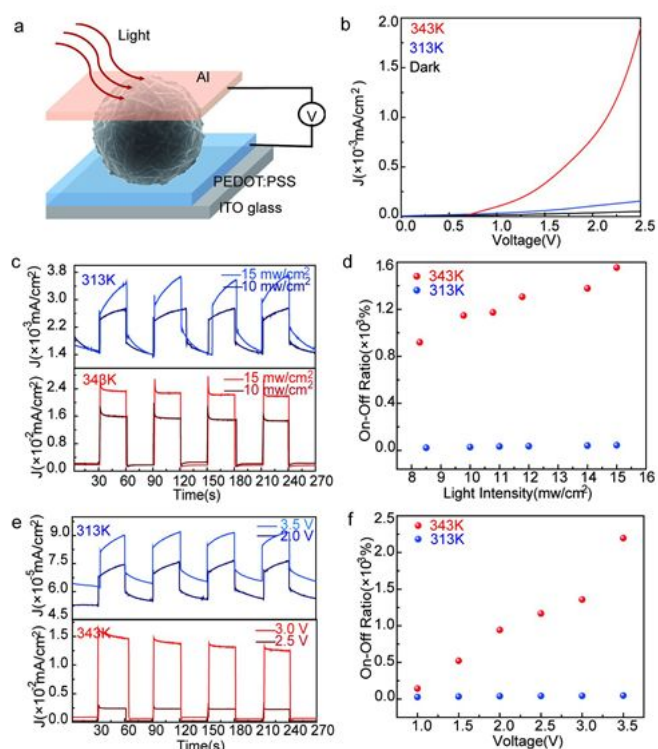 a
Light
Al
V
PEDOT:PSS
ITO glass
b
343K
313K
Dark
J(×10⁻³mA/cm²)
2.0
1.5
1.0
0.5
0
0.0 0.5 1.0 1.5 2.0 2.5
Voltage(V)
c
313K
15 mw/cm²
10 mw/cm²
J(×10⁻³mA/cm²)
3.8
3.2
2.6
2.0
1.4
343K
15 mw/cm²
10 mw/cm²
J(×10⁻²mA/cm²)
2.4
1.8
1.2
0.6
0.0
30 60 90 120 150 180 210 240 270
Time(s)
d
343K
313K
On-Off Ratio(×10³%)
1.6
1.2
0.8
0.4
0.0
8 9 10 11 12 13 14 15 16
Light Intensity(mw/cm²)
e
313K
3.5 V
2.0 V
J(×10⁻⁵mA/cm²)
9.0
7.5
6.0
4.5
343K
3.0 V
2.5 V
J(×10⁻²mA/cm²)
1.5
1.0
0.5
0.0
30 60 90 120 150 180 210 240 270
Time(s)
f
343K
313K
On-Off Ratio(×10³%)
2.5
2.0
1.5
1.0
0.5
0.0
1.0 1.5 2.0 2.5 3.0 3.5
Voltage(V)